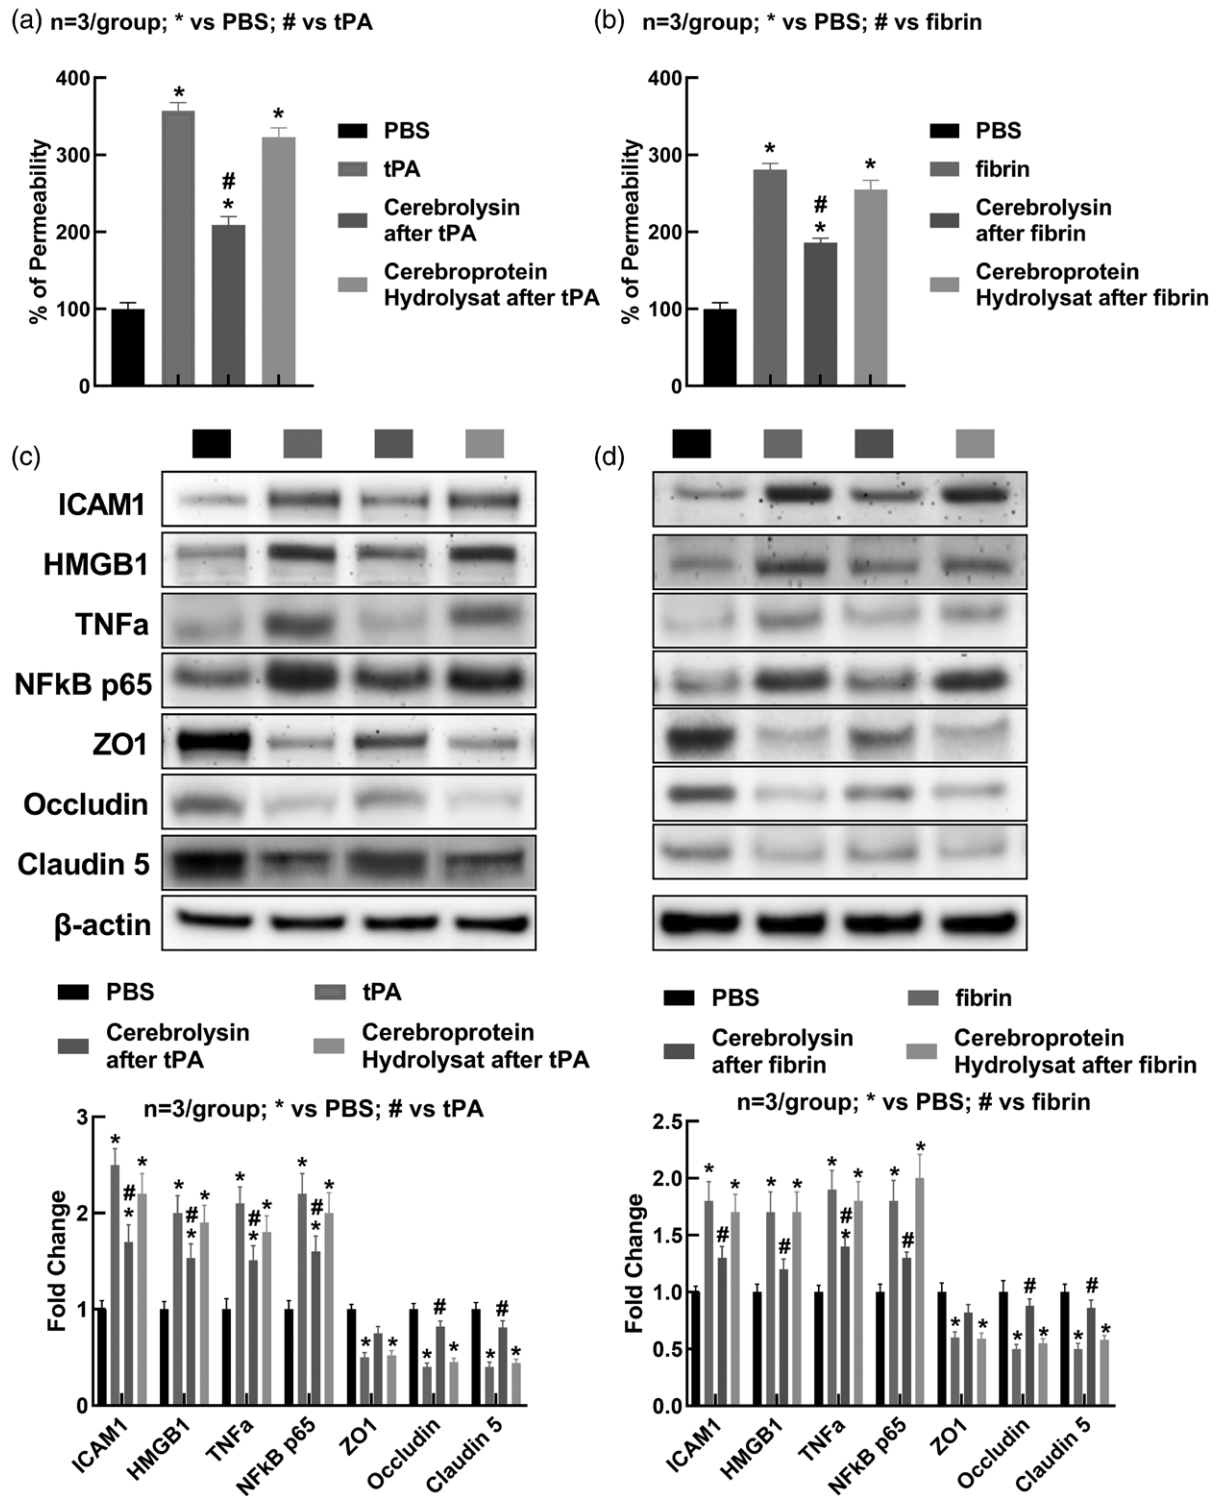 (a) n=3/group; * vs PBS; # vs tPA
% of Permeability
400
300
200
100
0
*
#
*
*
PBS
tPA
Cerebrolysin
after tPA
Cerebroprotein
Hydrolysat after tPA
(b) n=3/group; * vs PBS; # vs fibrin
% of Permeability
400
300
200
100
0
*
#
*
*
PBS
fibrin
Cerebrolysin
after fibrin
Cerebroprotein
Hydrolysat after fibrin
(c)
ICAM1
HMGB1
TNFa
NFkB p65
ZO1
Occludin
Claudin 5
β-actin
(d)
PBS
tPA
Cerebrolysin
after tPA
Cerebroprotein
Hydrolysat after tPA
n=3/group; * vs PBS; # vs tPA
Fold Change
3
2
1
0
* # * *
* # * *
* # * *
* # * *
* *
* # *
* # *
ICAM1
HMGB1
TNFa
NFkB p65
ZO1
Occludin
Claudin 5
PBS
fibrin
Cerebrolysin
after fibrin
Cerebroprotein
Hydrolysat after fibrin
n=3/group; * vs PBS; # vs fibrin
Fold Change
2.5
2.0
1.5
1.0
0.5
0.0
* # *
* # *
* # * *
* # *
* *
* # *
* # *
ICAM1
HMGB1
TNFa
NFkB p65
ZO1
Occludin
Claudin 5